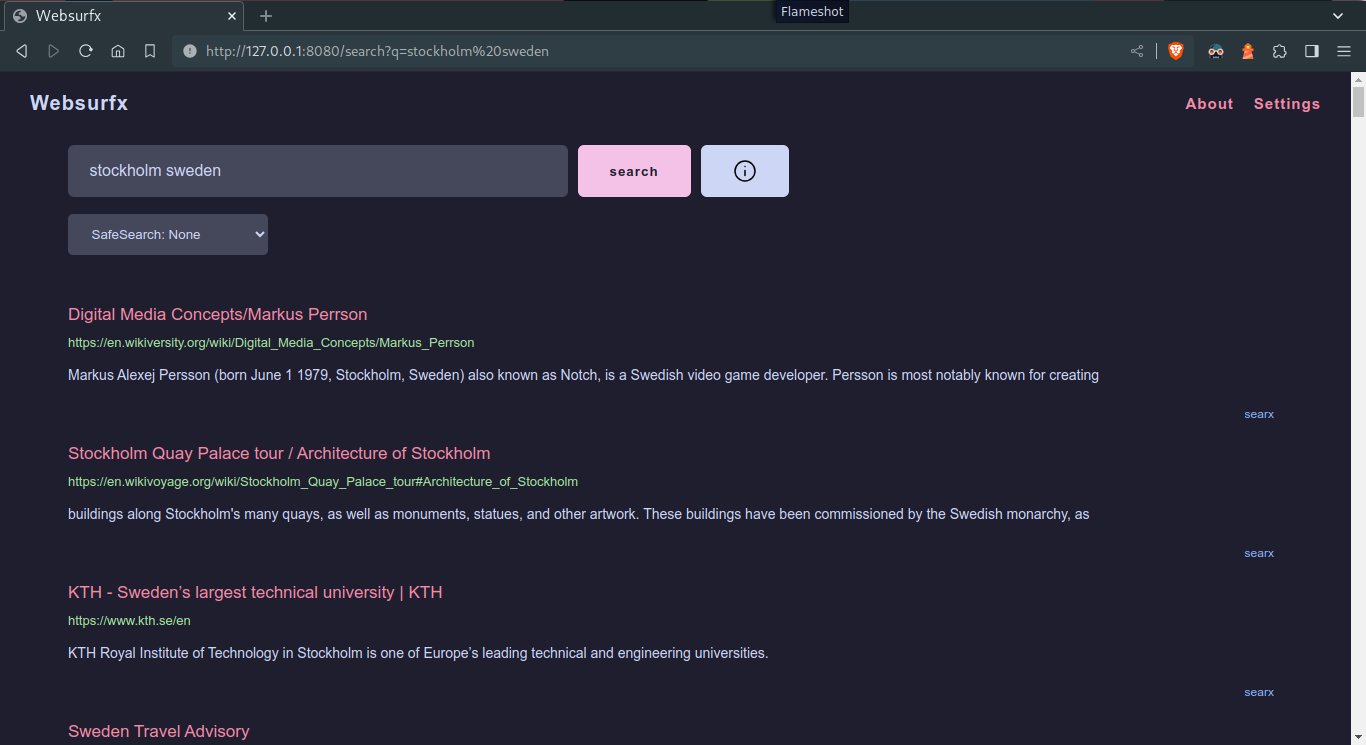 Flameshot
Websurfx
http://127.0.0.1:8080/search?q=stockholm%20sweden
Websurfx
About Settings
stockholm sweden search
SafeSearch: None
Digital Media Concepts/Markus Perrson
https://en.wikiversity.org/wiki/Digital_Media_Concepts/Markus_Perrson
Markus Alexej Persson (born June 1 1979, Stockholm, Sweden) also known as Notch, is a Swedish video game developer. Persson is most notably known for creating
searx
Stockholm Quay Palace tour / Architecture of Stockholm
https://en.wikivoyage.org/wiki/Stockholm_Quay_Palace_tour#Architecture_of_Stockholm
buildings along Stockholm's many quays, as well as monuments, statues, and other artwork. These buildings have been commissioned by the Swedish monarchy, as
searx
KTH - Sweden’s largest technical university | KTH
https://www.kth.se/en
KTH Royal Institute of Technology in Stockholm is one of Europe’s leading technical and engineering universities.
searx
Sweden Travel Advisory